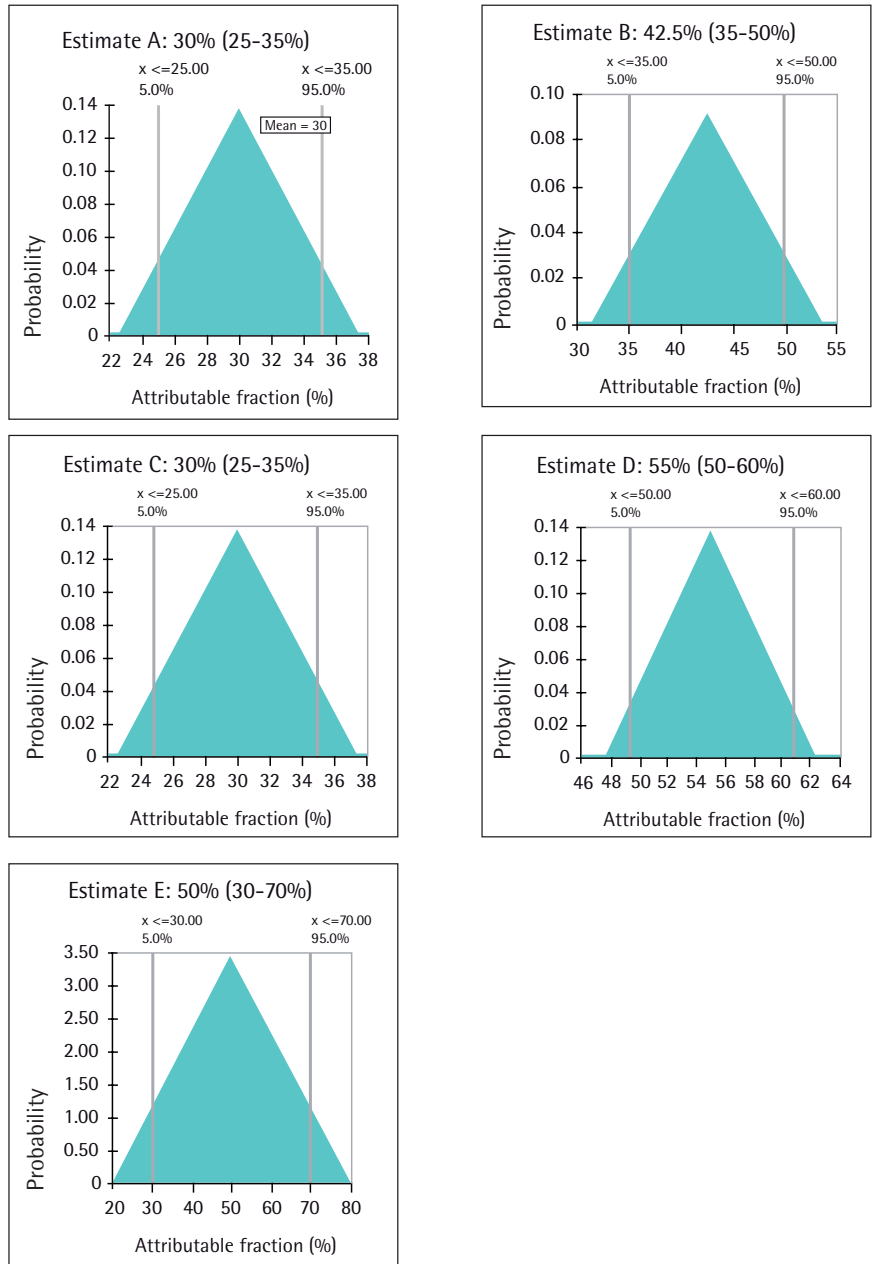 Estimate A: 30% (25-35%)
x <=25.00 x <=35.00
5.0% 95.0%
Mean = 30
0.14
0.12
0.10
0.08
0.06
0.04
0.02
0
Probability
22 24 26 28 30 32 34 36 38
Attributable fraction (%)
Estimate B: 42.5% (35-50%)
x <=35.00 x <=50.00
5.0% 95.0%
0.10
0.08
0.06
0.04
0.02
0
Probability
30 35 40 45 50 55
Attributable fraction (%)
Estimate C: 30% (25-35%)
x <=25.00 x <=35.00
5.0% 95.0%
0.14
0.12
0.10
0.08
0.06
0.04
0.02
0
Probability
22 24 26 28 30 32 34 36 38
Attributable fraction (%)
Estimate D: 55% (50-60%)
x <=50.00 x <=60.00
5.0% 95.0%
0.14
0.12
0.10
0.08
0.06
0.04
0.02
0
Probability
46 48 50 52 54 56 58 60 62 64
Attributable fraction (%)
Estimate E: 50% (30-70%)
x <=30.00 x <=70.00
5.0% 95.0%
3.50
3.00
2.50
2.00
1.50
1.00
0.50
0
Probability
20 30 40 50 60 70 80
Attributable fraction (%)